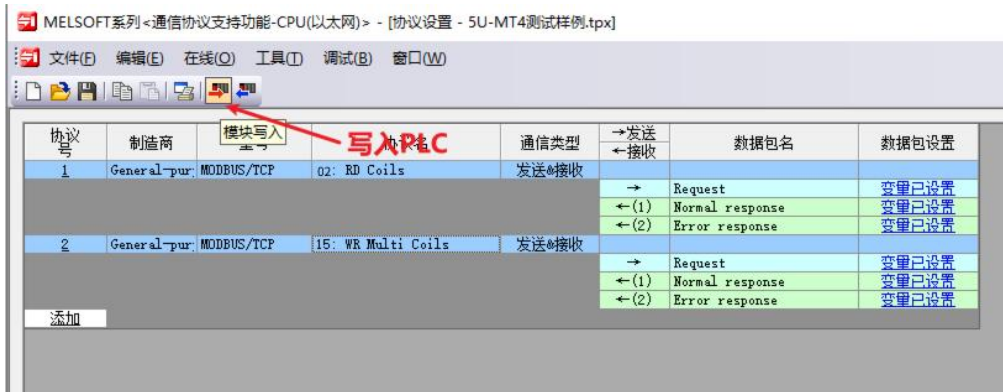 MELSOFT系列<通信协议支持功能-CPU(以太网)> - [协议设置 - 5U-MT4测试样例.tpx]
文件(F) 编辑(E) 在线(O) 工具(T) 调试(B) 窗口(W)
模块写入
写入PLC
协议号 制造商 型号 协议名 通信类型 →发送 ←接收 数据包名 数据包设置
1 General-pur MODBUS/TCP 02: RD Coils 发送&接收
→ Request 变量已设置
←(1) Normal response 变量已设置
←(2) Error response 变量已设置
2 General-pur MODBUS/TCP 15: WR Multi Coils 发送&接收
→ Request 变量已设置
←(1) Normal response 变量已设置
←(2) Error response 变量已设置
添加